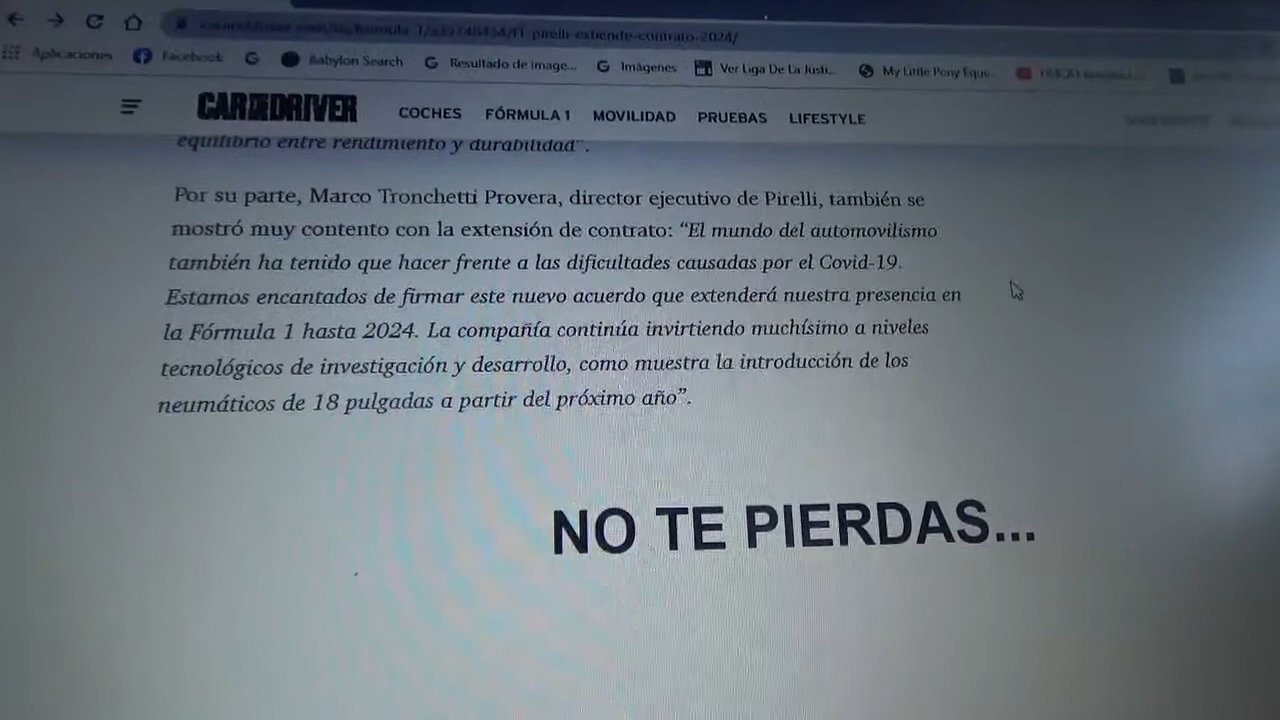 pirelli-extiende-contrato-2024/
Aplicaciones Facebook Babylon Search Resultado de image... Imágenes Ver Liga De La Justi... My Little Pony Equi...
CAR AND DRIVER COCHES FÓRMULA 1 MOVILIDAD PRUEBAS LIFESTYLE
equilibrio entre rendimiento y durabilidad".
Por su parte, Marco Tronchetti Provera, director ejecutivo de Pirelli, también se
mostró muy contento con la extensión de contrato: “El mundo del automovilismo
también ha tenido que hacer frente a las dificultades causadas por el Covid-19.
Estamos encantados de firmar este nuevo acuerdo que extenderá nuestra presencia en
la Fórmula 1 hasta 2024. La compañía continúa invirtiendo muchísimo a niveles
tecnológicos de investigación y desarrollo, como muestra la introducción de los
neumáticos de 18 pulgadas a partir del próximo año”.
NO TE PIERDAS...